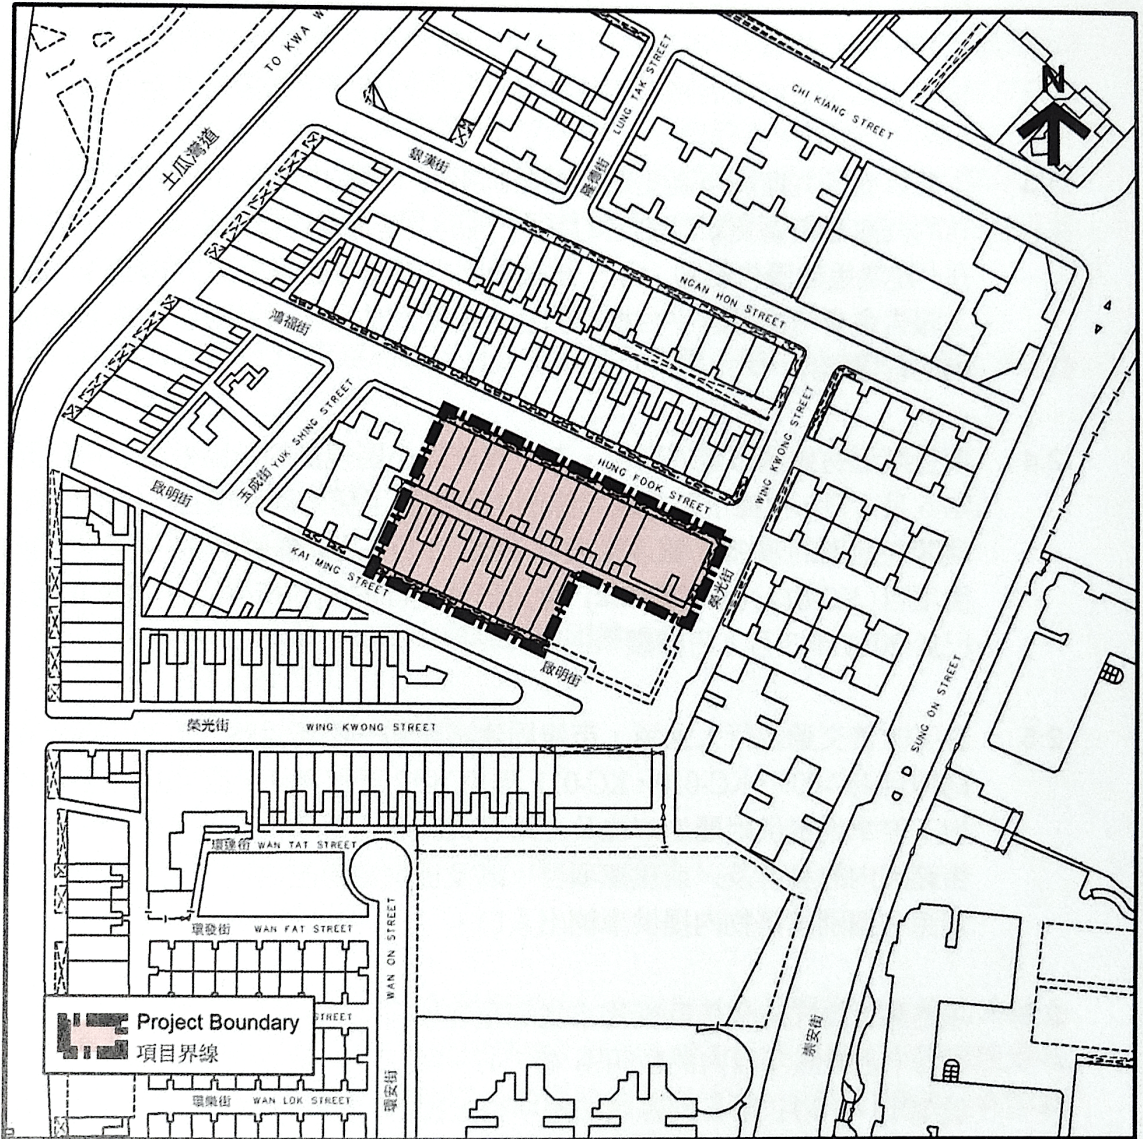 TO KWA W
土瓜灣道
LUNG TAK STREET
隆德街
CHI KIANG STREET
N
銀漢街
NGAN HON STREET
鴻福街
YUK SHING STREET
玉成街
啟明街
HUNG FOOK STREET
WING KWONG STREET
榮光街
KAI MING STREET
啟明街
SUNG ON STREET
榮光街
WING KWONG STREET
環達街 WAN TAT STREET
環發街 WAN FAT STREET
WAN ON STREET
Project Boundary
項目界線
STREET
崇安街
環安街
環樂街 WAN LOK STREET